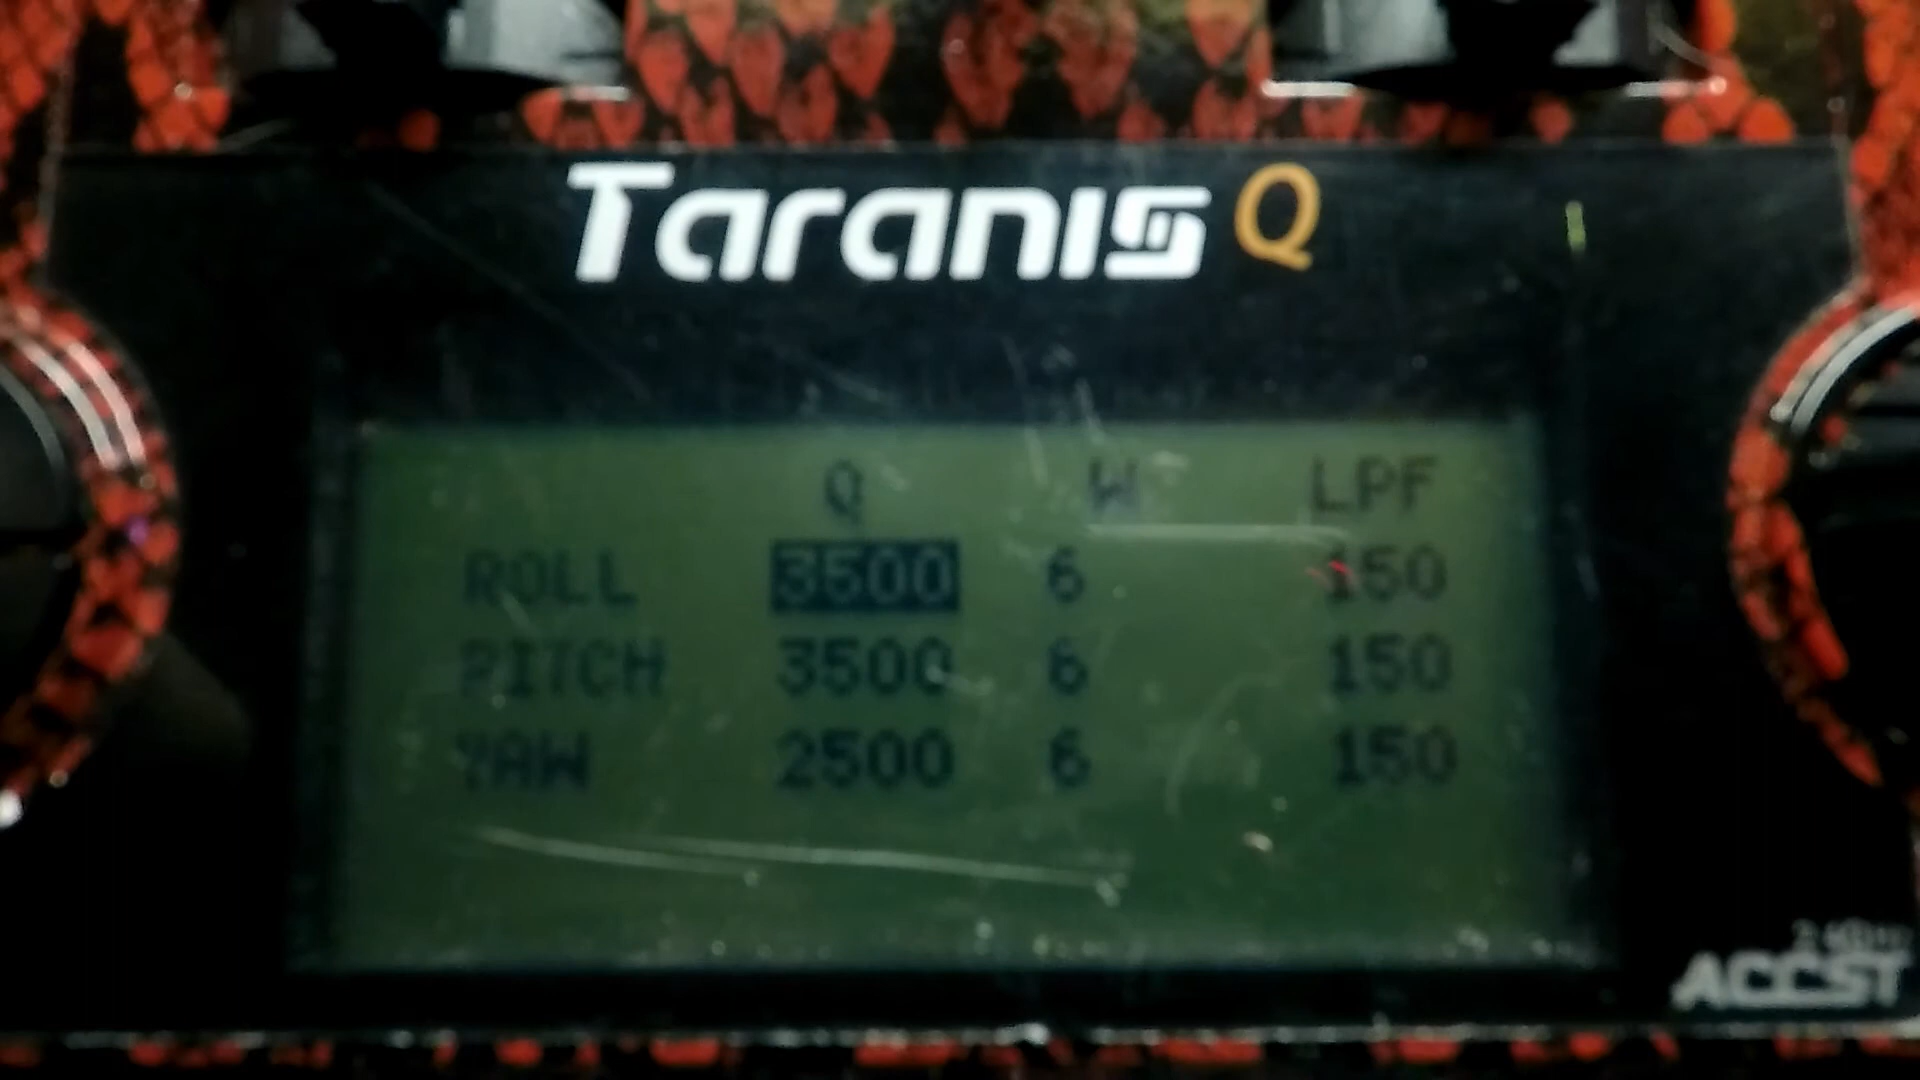 Taranis Q
Q W LPF
ROLL 3500 6 150
PITCH 3500 6 150
YAW 2500 6 150
ACCST